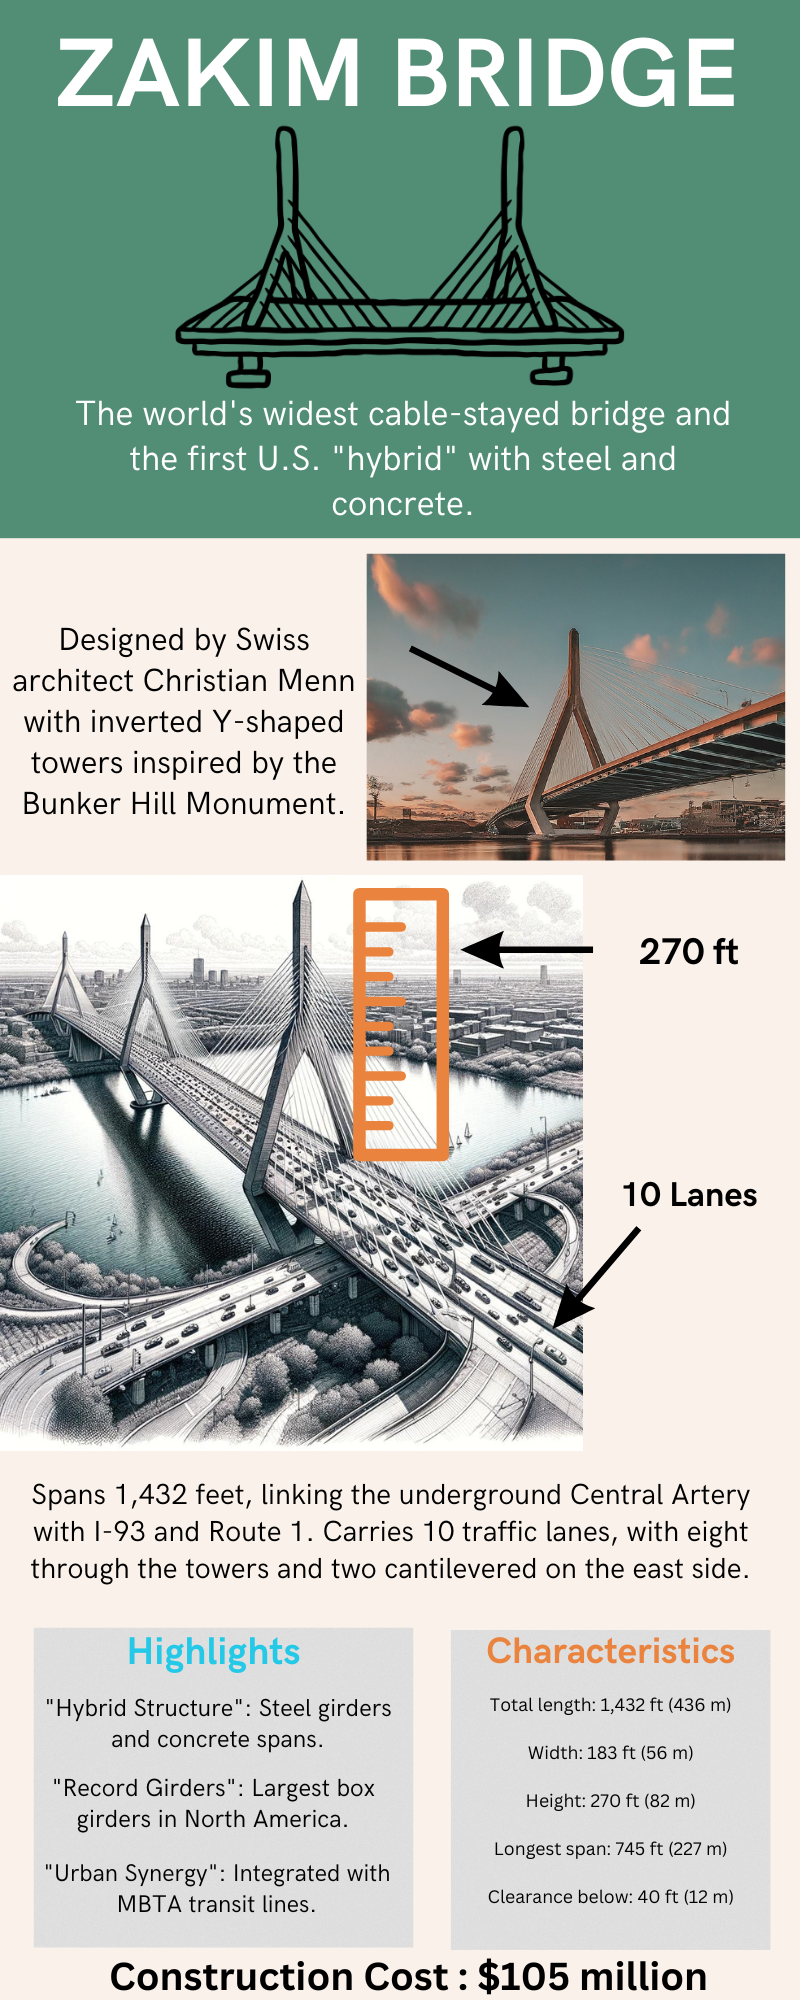 ZAKIM BRIDGE
The world's widest cable-stayed bridge and
the first U.S. "hybrid" with steel and
concrete.
Designed by Swiss
architect Christian Menn
with inverted Y-shaped
towers inspired by the
Bunker Hill Monument.
270 ft
10 Lanes
Spans 1,432 feet, linking the underground Central Artery
with I-93 and Route 1. Carries 10 traffic lanes, with eight
through the towers and two cantilevered on the east side.
Highlights
"Hybrid Structure": Steel girders
and concrete spans.
"Record Girders": Largest box
girders in North America.
"Urban Synergy": Integrated with
MBTA transit lines.
Characteristics
Total length: 1,432 ft (436 m)
Width: 183 ft (56 m)
Height: 270 ft (82 m)
Longest span: 745 ft (227 m)
Clearance below: 40 ft (12 m)
Construction Cost : $105 million